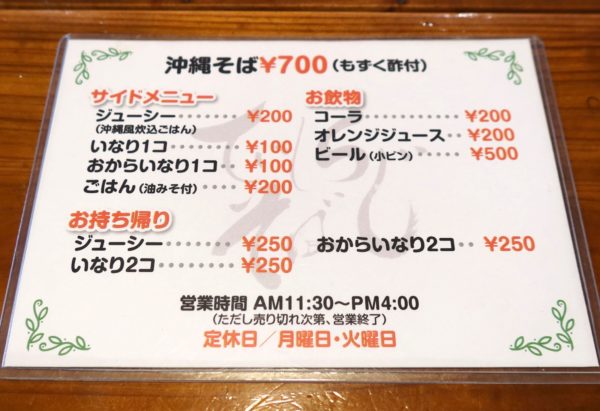 沖縄そば¥700(もずく酢付)
サイドメニュー
ジューシー………¥200
(沖縄風炊込ごはん)
いなり1コ………¥100
おからいなり1コ‥¥100
ごはん(油みそ付)…¥200
お飲物
コーラ……………¥200
オレンジジュース‥¥200
ビール(小ビン)……¥500
お持ち帰り
ジューシー………¥250
いなり2コ…………¥250
おからいなり2コ‥¥250
営業時間 AM11:30〜PM4:00
(ただし売り切れ次第、営業終了)
定休日/月曜日・火曜日